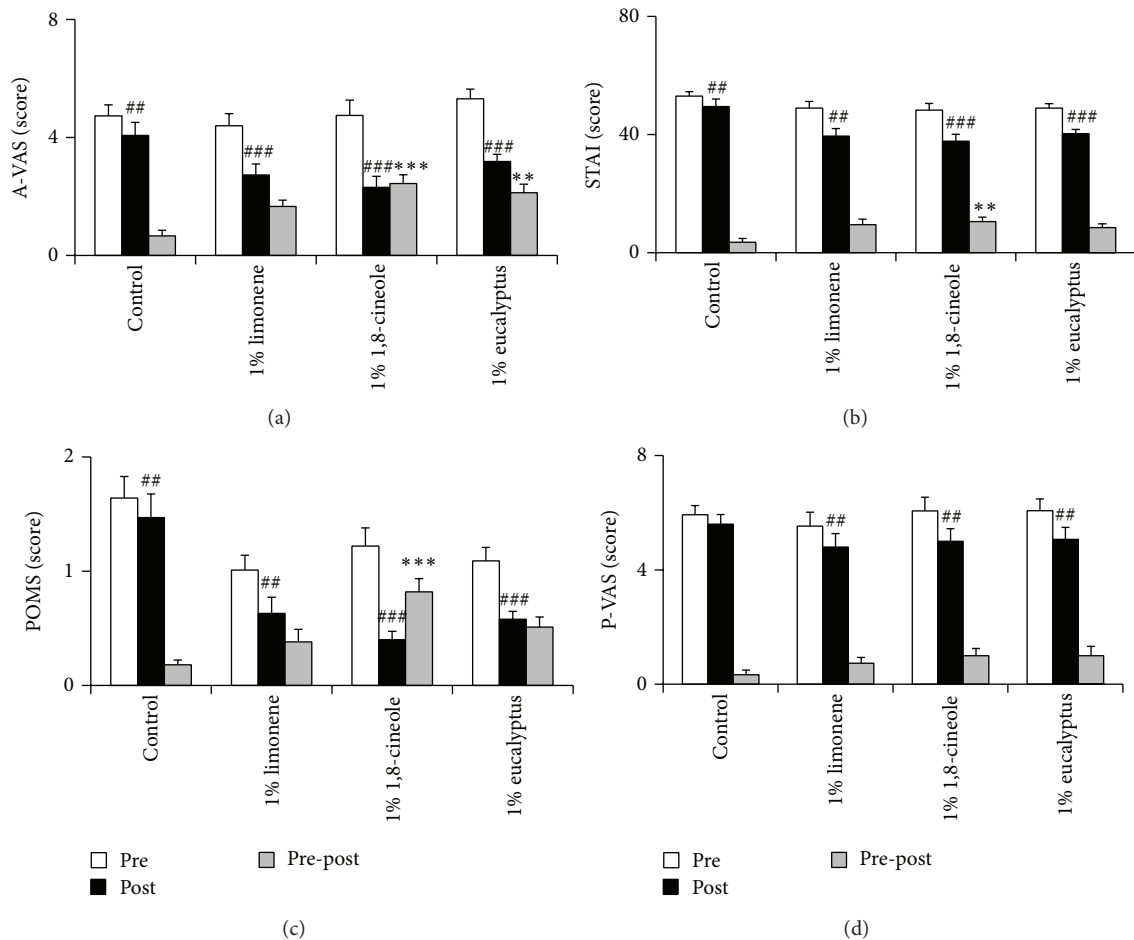 8
4
0
A-VAS (score)
##
###
###
***
###
**
Control
1% limonene
1% 1,8-cineole
1% eucalyptus
(a)
80
40
0
STAI (score)
##
##
###
**
###
Control
1% limonene
1% 1,8-cineole
1% eucalyptus
(b)
2
1
0
POMS (score)
##
##
###
***
###
Control
1% limonene
1% 1,8-cineole
1% eucalyptus
Pre
Post
Pre-post
(c)
8
4
0
P-VAS (score)
##
##
##
Control
1% limonene
1% 1,8-cineole
1% eucalyptus
Pre
Post
Pre-post
(d)